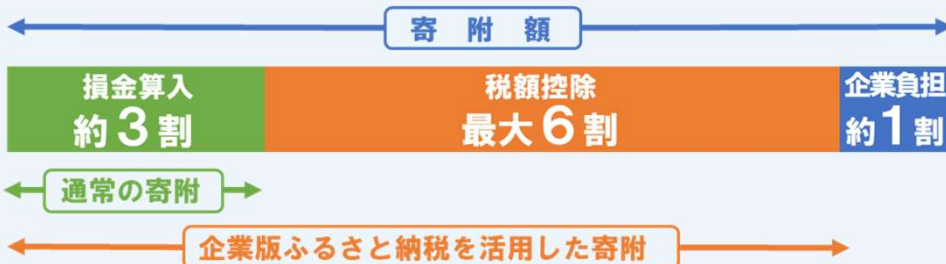 寄附額
損金算入
約3割
税額控除
最大6割
企業負担
約1割
通常の寄附
企業版ふるさと納税を活用した寄附